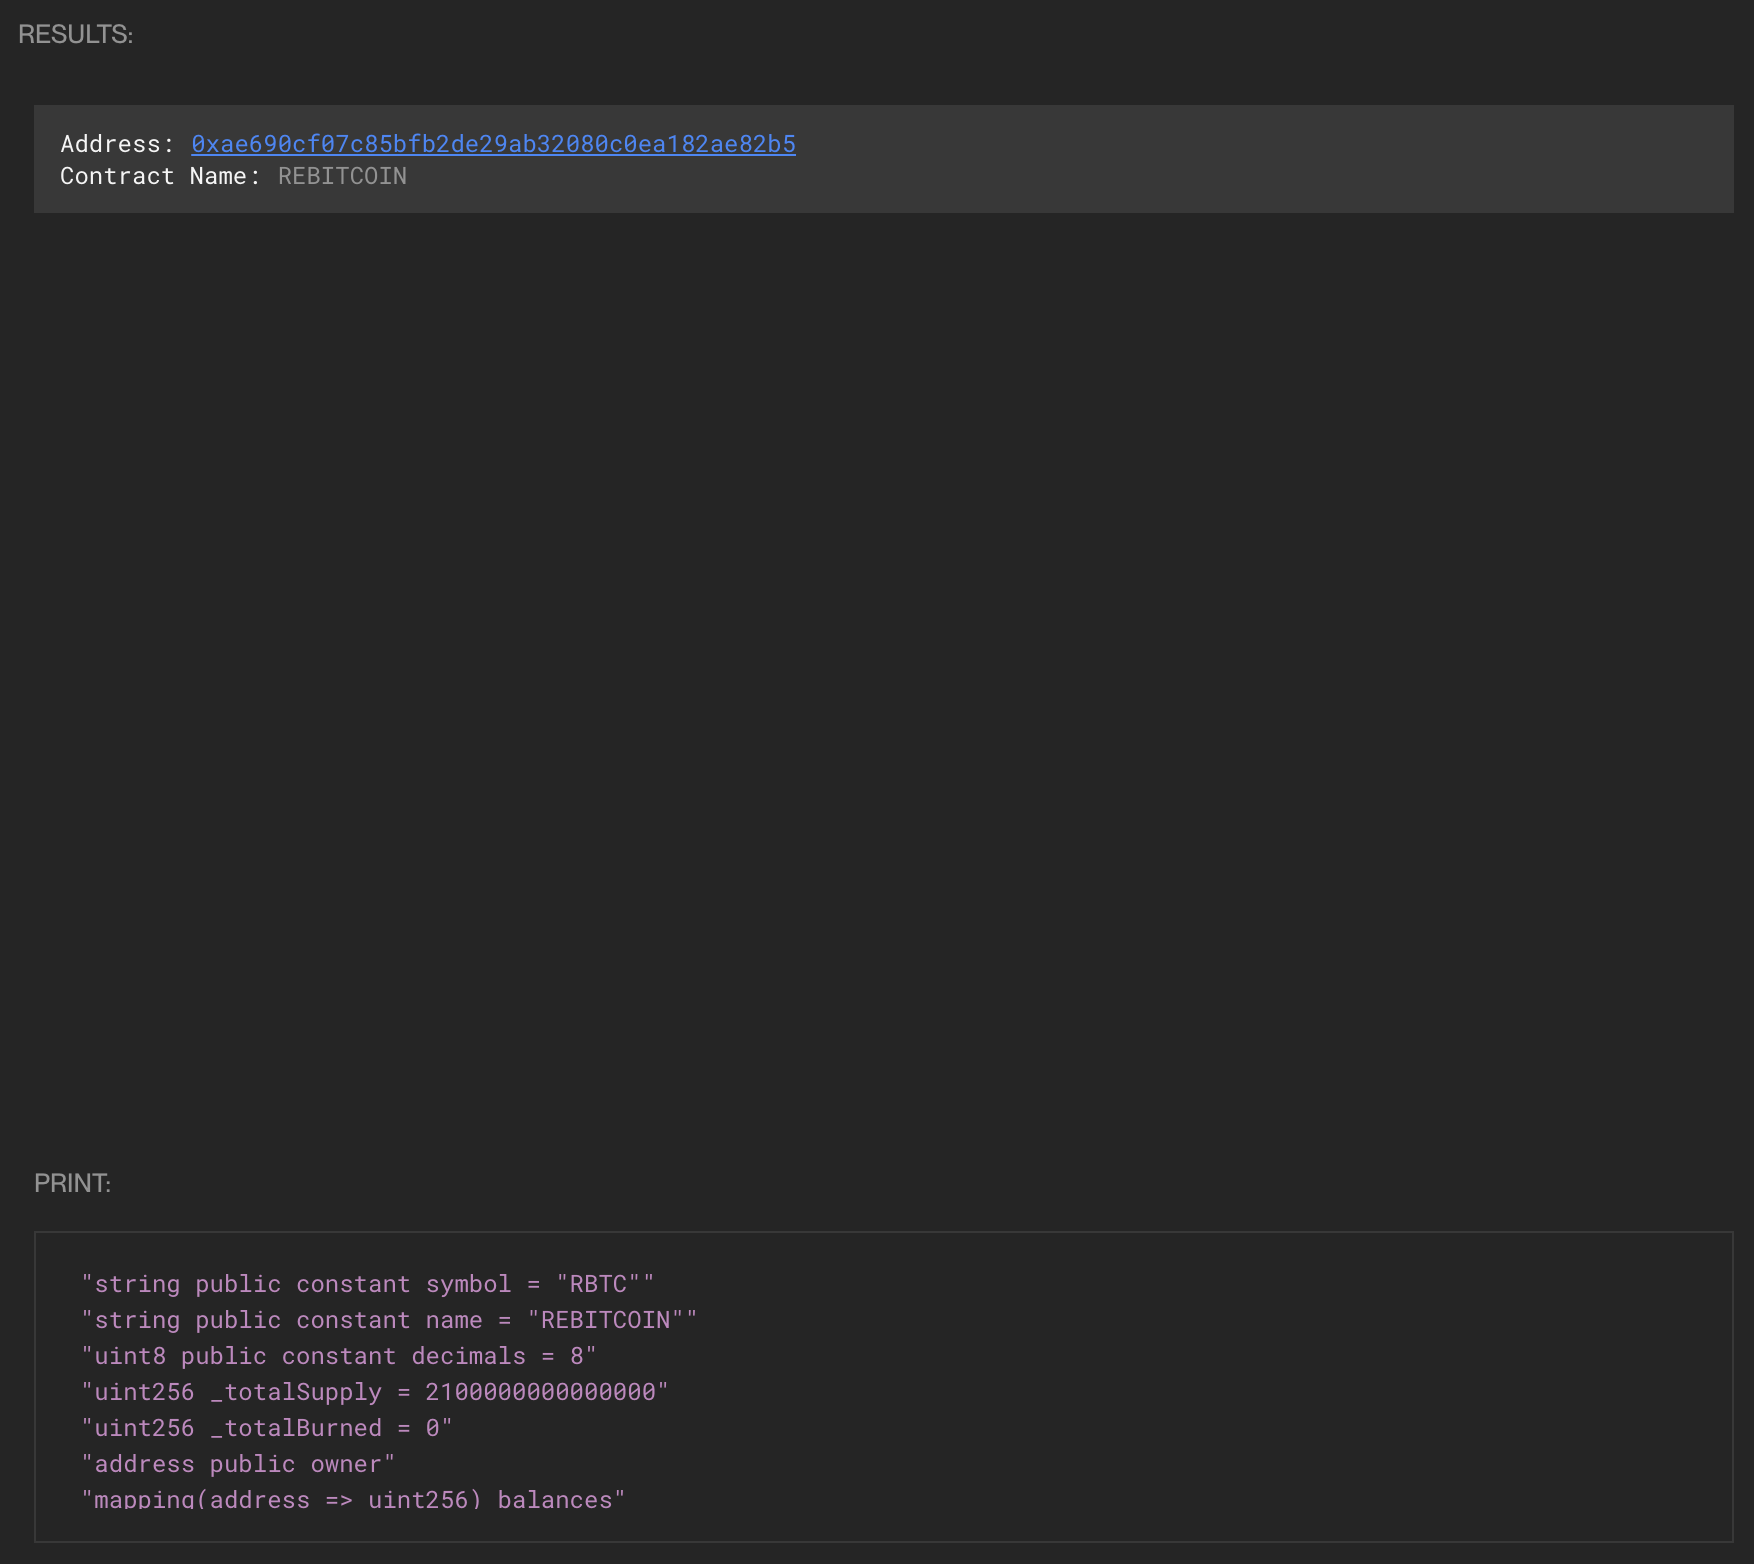 RESULTS:
Address: 0xae690cf07c85bfb2de29ab32080c0ea182ae82b5
Contract Name: REBITCOIN
PRINT:
"string public constant symbol = "RBTC""
"string public constant name = "REBITCOIN""
"uint8 public constant decimals = 8"
"uint256 _totalSupply = 2100000000000000"
"uint256 _totalBurned = 0"
"address public owner"
"mapping(address => uint256) balances"